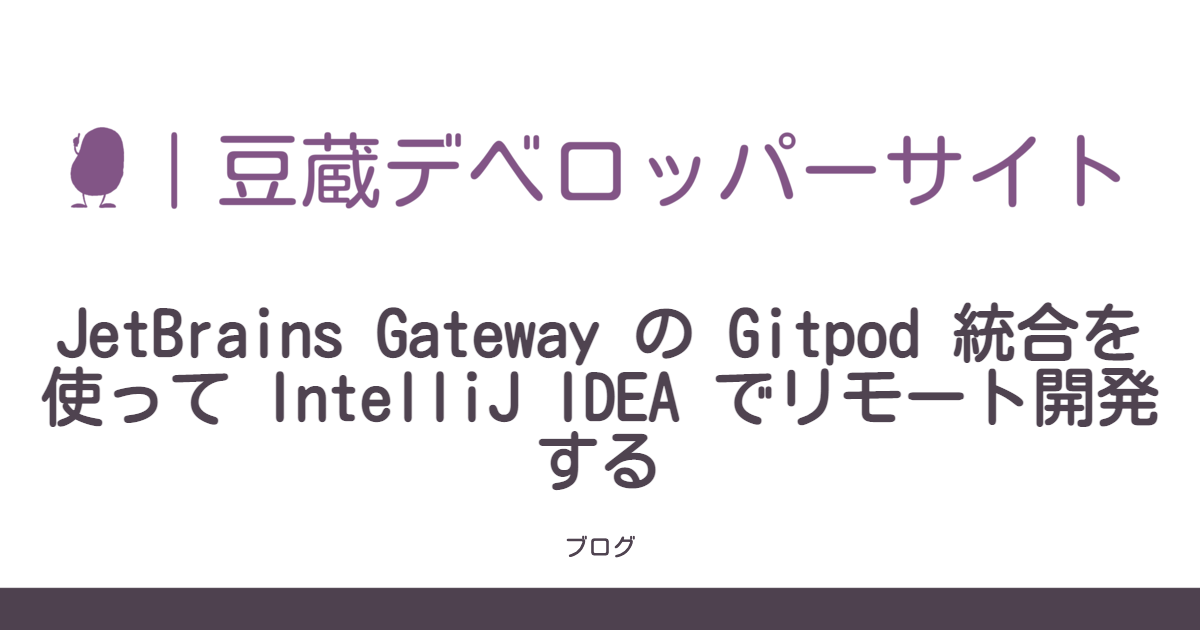 | 豆蔵デベロッパーサイト
JetBrains Gateway の Gitpod 統合を
使って IntelliJ IDEA でリモート開発
する
ブログ